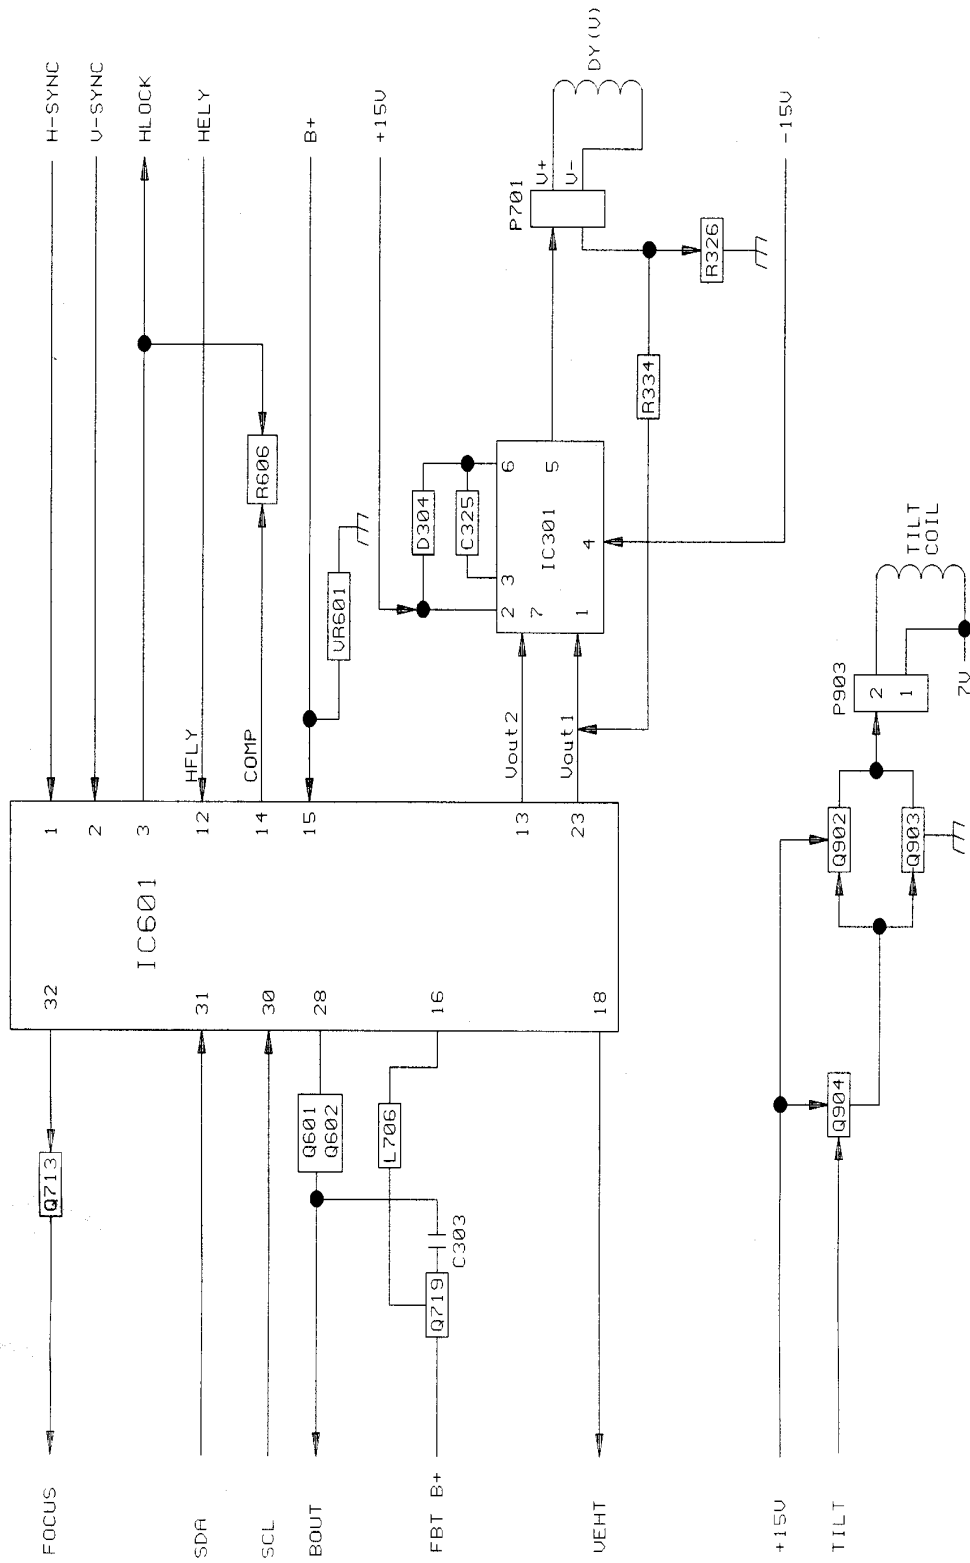 H-SYNC
V-SYNC
HLOCK
HELY
B+
+15V
-15V
1
2
3
12
14
15
13
23
HFLY
COMP
Vout2
Vout1
IC601
32
31
30
28
16
18
R606
VR601
D304
C325
IC301
2
3
6
7
5
1
4
P701
V+
V-
DY(V)
R334
R326
Q713
Q601
Q602
L706
Q719
C303
FOCUS
SDA
SCL
BOUT
FBT B+
VEHT
+15V
TILT
Q904
Q902
Q903
P903
2
1
TILT
COIL
7V